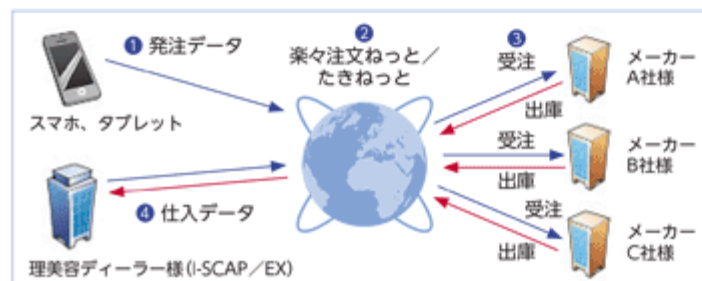 ❶ 発注データ
スマホ、タブレット
❷
楽々注文ねっと／
たきねっと
❸
受注
出庫
メーカー
A社様
受注
出庫
メーカー
B社様
受注
出庫
メーカー
C社様
❹ 仕入データ
理美容ディーラー様(I-SCAP／EX)